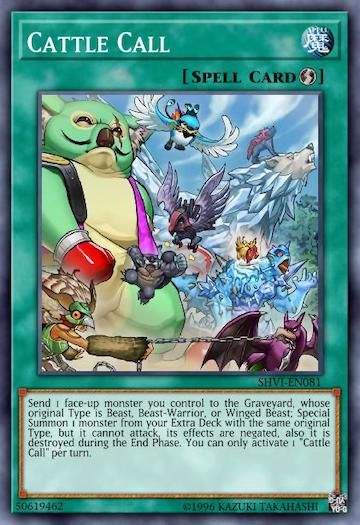 CATTLE CALL
[SPELL CARD]
SHVI-EN081
Send 1 face-up monster you control to the Graveyard, whose
original Type is Beast, Beast-Warrior, or Winged Beast; Special
Summon 1 monster from your Extra Deck with the same original
Type, but it cannot attack, its effects are negated, also it is
destroyed during the End Phase. You can only activate 1 "Cattle
Call" per turn.
50619462
©1996 KAZUKI TAKAHASHI